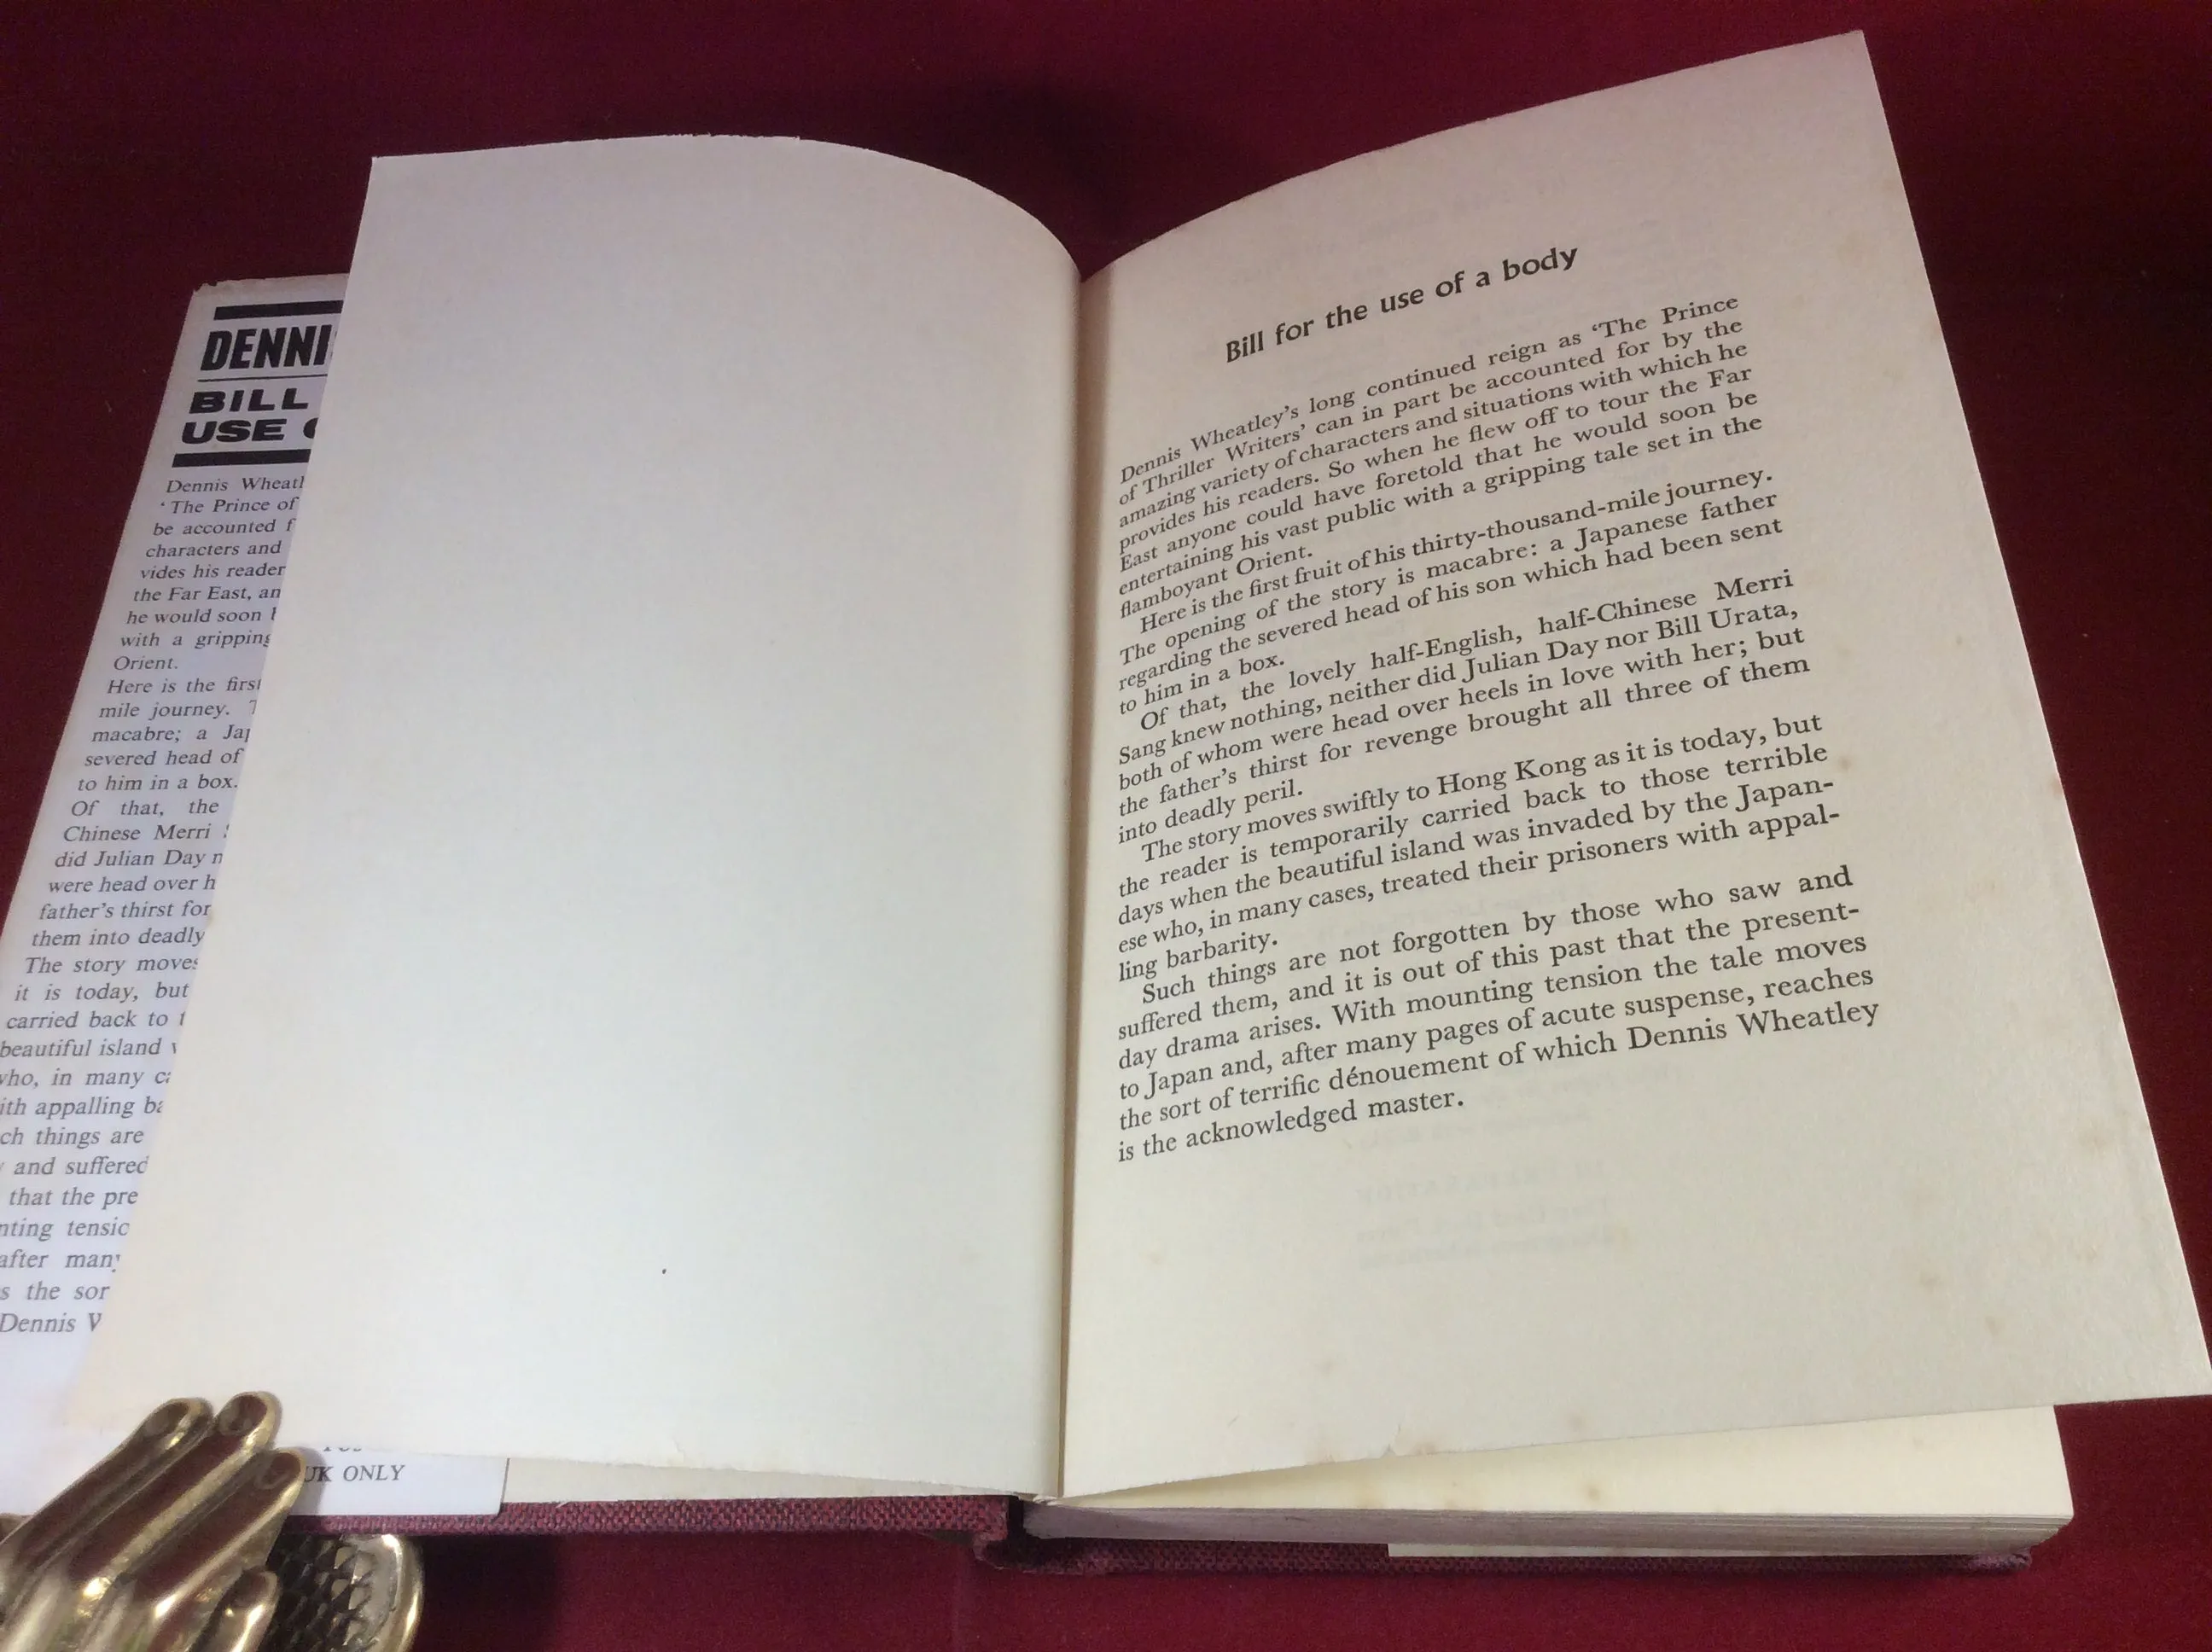 DENNI
BILL
USE
Dennis Wheatl
'The Prince of
be accounted f
characters and
vides his reader
the Far East, an
he would soon
with a gripping
Orient.
Here is the first
mile journey.
macabre; a Jap
severed head of
to him in a box.
Of that, the
Chinese Merri
did Julian Day n
were head over h
father's thirst for
them into deadly
The story moves
it is today, but
carried back to t
beautiful island
who, in many ca
ith appalling ba
ch things are
and suffered
that the pre
nting tensio
after many
s the sor
Dennis W
UK ONLY
Bill for the use of a body
Dennis Wheatley's long continued reign as 'The Prince
of Thriller Writers' can in part be accounted for by the
amazing variety of characters and situations with which he
provides his readers. So when he flew off to tour the Far
East anyone could have foretold that he would soon be
entertaining his vast public with a gripping tale set in the
flamboyant Orient.
Here is the first fruit of his thirty-thousand-mile journey.
The opening of the story is macabre: a Japanese father
regarding the severed head of his son which had been sent
to him in a box.
Of that, the lovely half-English, half-Chinese Merri
Sang knew nothing, neither did Julian Day nor Bill Urata,
both of whom were head over heels in love with her; but
the father's thirst for revenge brought all three of them
into deadly peril.
The story moves swiftly to Hong Kong as it is today, but
the reader is temporarily carried back to those terrible
days when the beautiful island was invaded by the Japan-
ese who, in many cases, treated their prisoners with appal-
ling barbarity.
Such things are not forgotten by those who saw and
suffered them, and it is out of this past that the present-
day drama arises. With mounting tension the tale moves
to Japan and, after many pages of acute suspense, reaches
the sort of terrific dénouement of which Dennis Wheatley
is the acknowledged master.